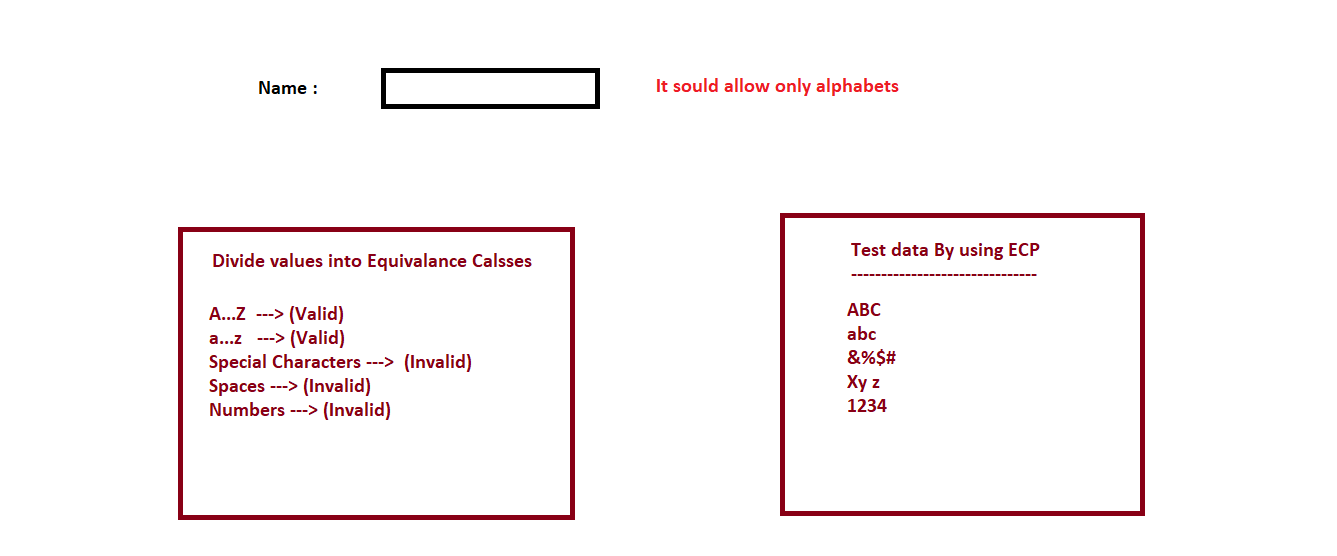 Name :
It sould allow only alphabets
Divide values into Equivalance Calsses
A...Z ---> (Valid)
a...z ---> (Valid)
Special Characters ---> (Invalid)
Spaces ---> (Invalid)
Numbers ---> (Invalid)
Test data By using ECP
-------------------------------
ABC
abc
&%$#
Xy z
1234